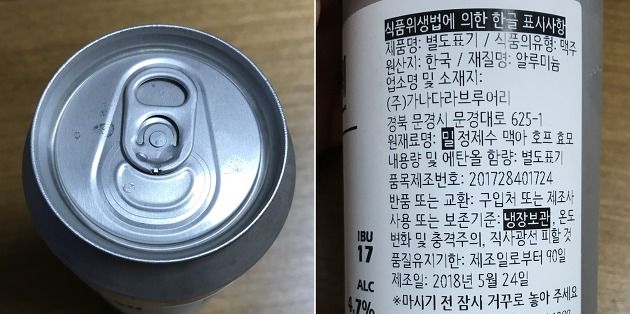 식품위생법에 의한 한글 표시사항
제품명: 별도표기 / 식품의유형: 맥주
원산지: 한국 / 재질명: 알루미늄
업소명 및 소재지:
(주)가나다라브루어리
경북 문경시 문경대로 625-1
원재료명: 밀 정제수 맥아 호프 효모
내용량 및 에탄올 함량: 별도표기
품목제조번호: 201728401724
반품 또는 교환: 구입처 또는 제조사
사용 또는 보존기준: 냉장보관, 온도
변화 및 충격주의, 직사광선 피할 것
품질유지기한: 제조일로부터 90일
제조일: 2018년 5월 24일
*마시기 전 잠시 거꾸로 놓아 주세요
IBU
17
ALC
4.7%